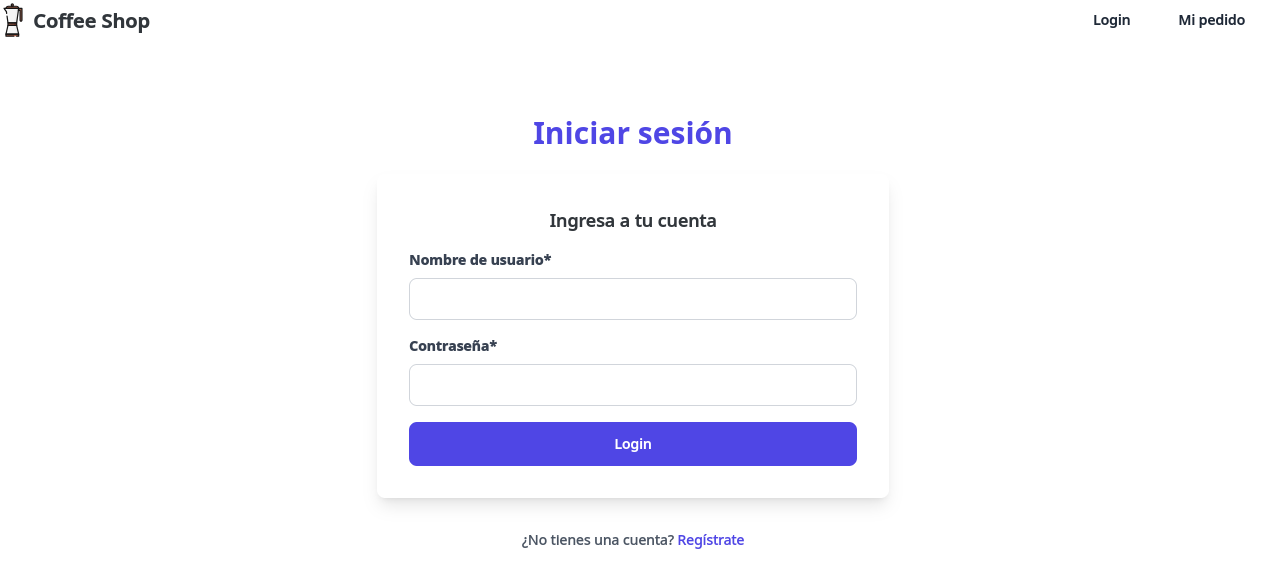 Coffee Shop
Login
Mi pedido
Iniciar sesión
Ingresa a tu cuenta
Nombre de usuario*
Contraseña*
Login
¿No tienes una cuenta? Regístrate